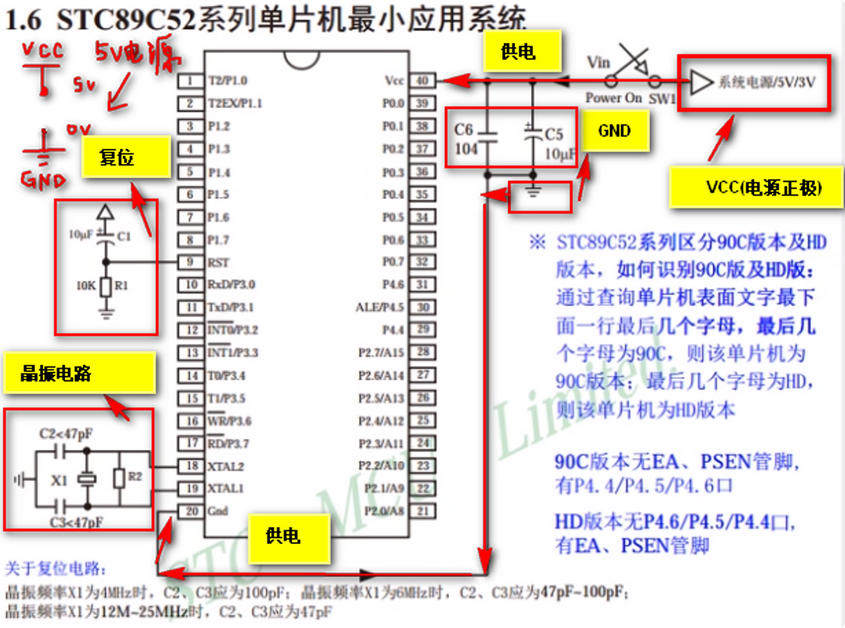 1.6 STC89C52系列单片机最小应用系统
VCC
5V电源
5V
0V
GND
复位
供电
Vin
Power On SW1
系统电源/5V/3V
VCC(电源正极)
GND
C6
104
C5
10μF
10μF
C1
10K
R1
1 T2/P1.0
2 T2EX/P1.1
3 P1.2
4 P1.3
5 P1.4
6 P1.5
7 P1.6
8 P1.7
9 RST
10 RxD/P3.0
11 TxD/P3.1
12 INT0/P3.2
13 INT1/P3.3
14 T0/P3.4
15 T1/P3.5
16 WR/P3.6
17 RD/P3.7
18 XTAL2
19 XTAL1
20 Gnd
Vcc 40
P0.0 39
P0.1 38
P0.2 37
P0.3 36
P0.4 35
P0.5 34
P0.6 33
P0.7 32
P4.6 31
ALE/P4.5 30
P4.4 29
P2.7/A15 28
P2.6/A14 27
P2.5/A13 26
P2.4/A12 25
P2.3/A11 24
P2.2/A10 23
P2.1/A9 22
P2.0/A8 21
晶振电路
C2<47pF
X1
R2
C3<47pF
供电
STC MCU Limited.
※ STC89C52系列区分90C版本及HD
版本，如何识别90C版及HD版：
通过查询单片机表面文字最下
面一行最后几个字母，最后几
个字母为90C，则该单片机为
90C版本；最后几个字母为HD，
则该单片机为HD版本
90C版本无EA、PSEN管脚，
有P4.4/P4.5/P4.6口
HD版本无P4.6/P4.5/P4.4口，
有EA、PSEN管脚
关于复位电路：
晶振频率X1为4MHz时，C2、C3应为100pF；晶振频率X1为6MHz时，C2、C3应为47pF~100pF；
晶振频率X1为12M~25MHz时，C2、C3应为47pF